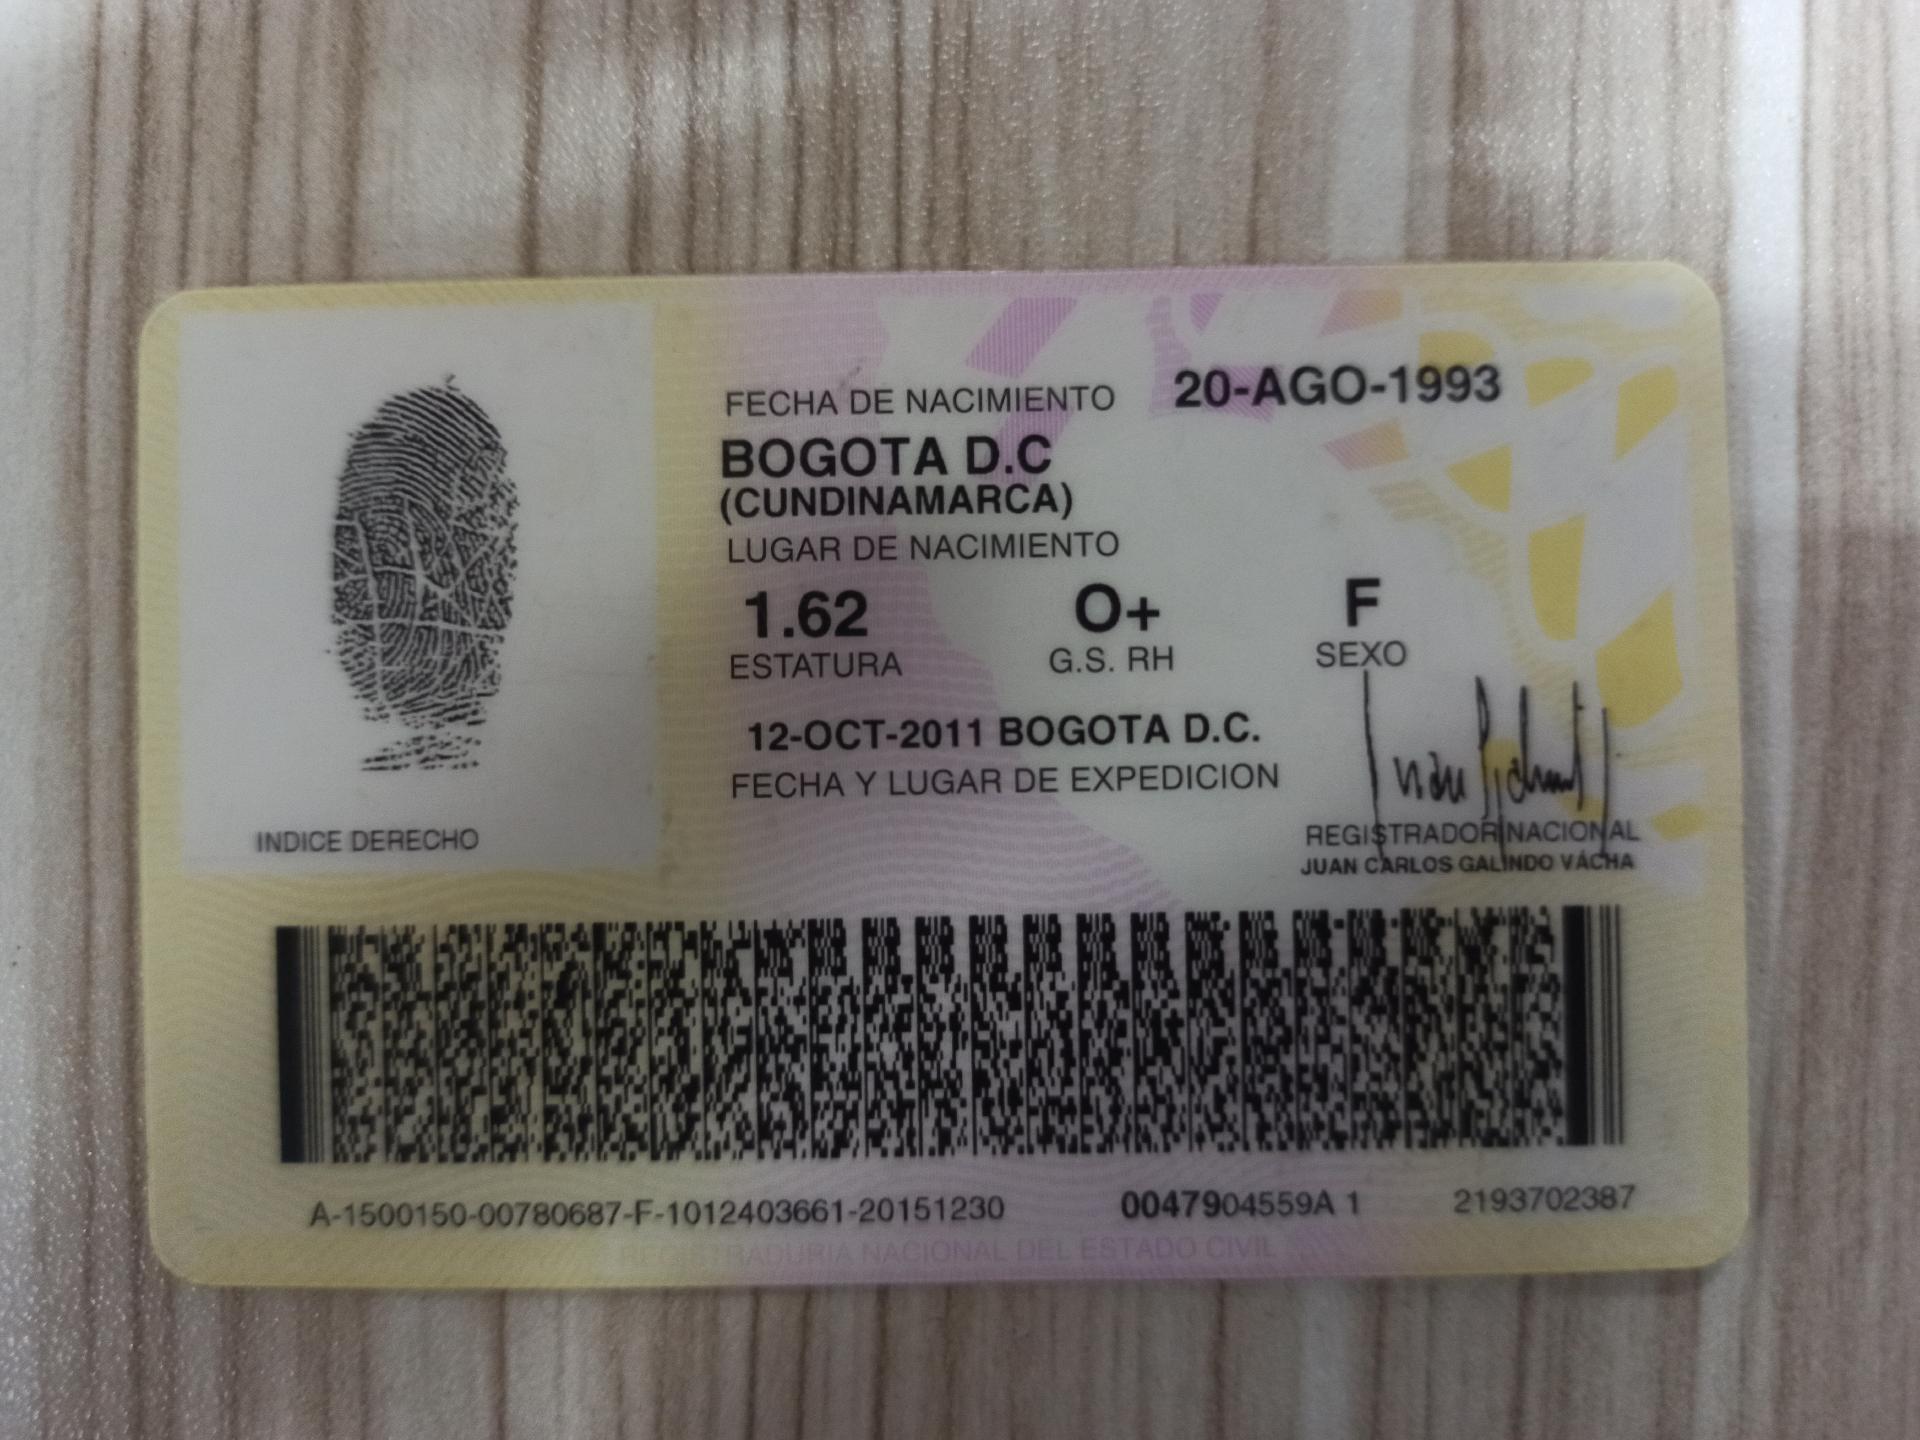 FECHA DE NACIMIENTO 20-AGO-1993
BOGOTA D.C
(CUNDINAMARCA)
LUGAR DE NACIMIENTO
1.62 O+ F
ESTATURA G.S. RH SEXO
12-OCT-2011 BOGOTA D.C.
FECHA Y LUGAR DE EXPEDICION
INDICE DERECHO
REGISTRADOR NACIONAL
JUAN CARLOS GALINDO VÁCHA
A-1500150-00780687-F-1012403661-20151230 0047904559A 1 2193702387
REGISTRADURIA NACIONAL DEL ESTADO CIVIL